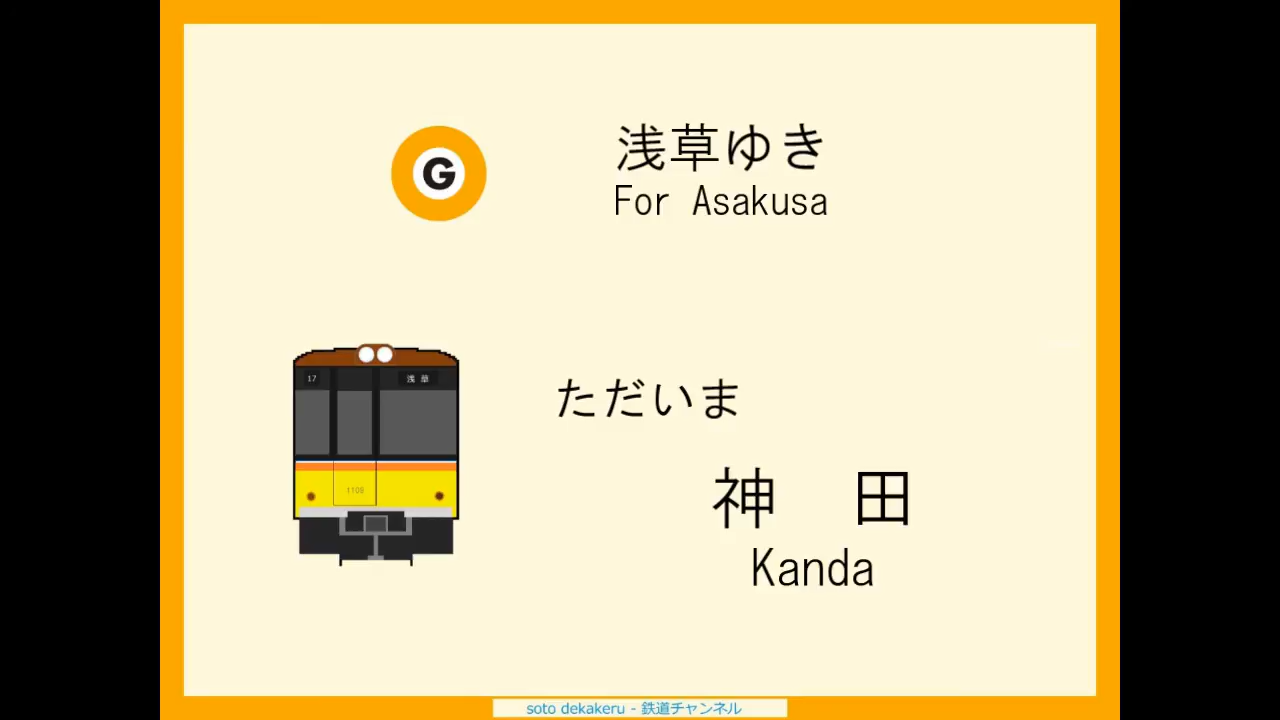 G
浅草ゆき
For Asakusa
17
浅 草
ただいま
1109
神 田
Kanda
soto dekakeru - 鉄道チャンネル